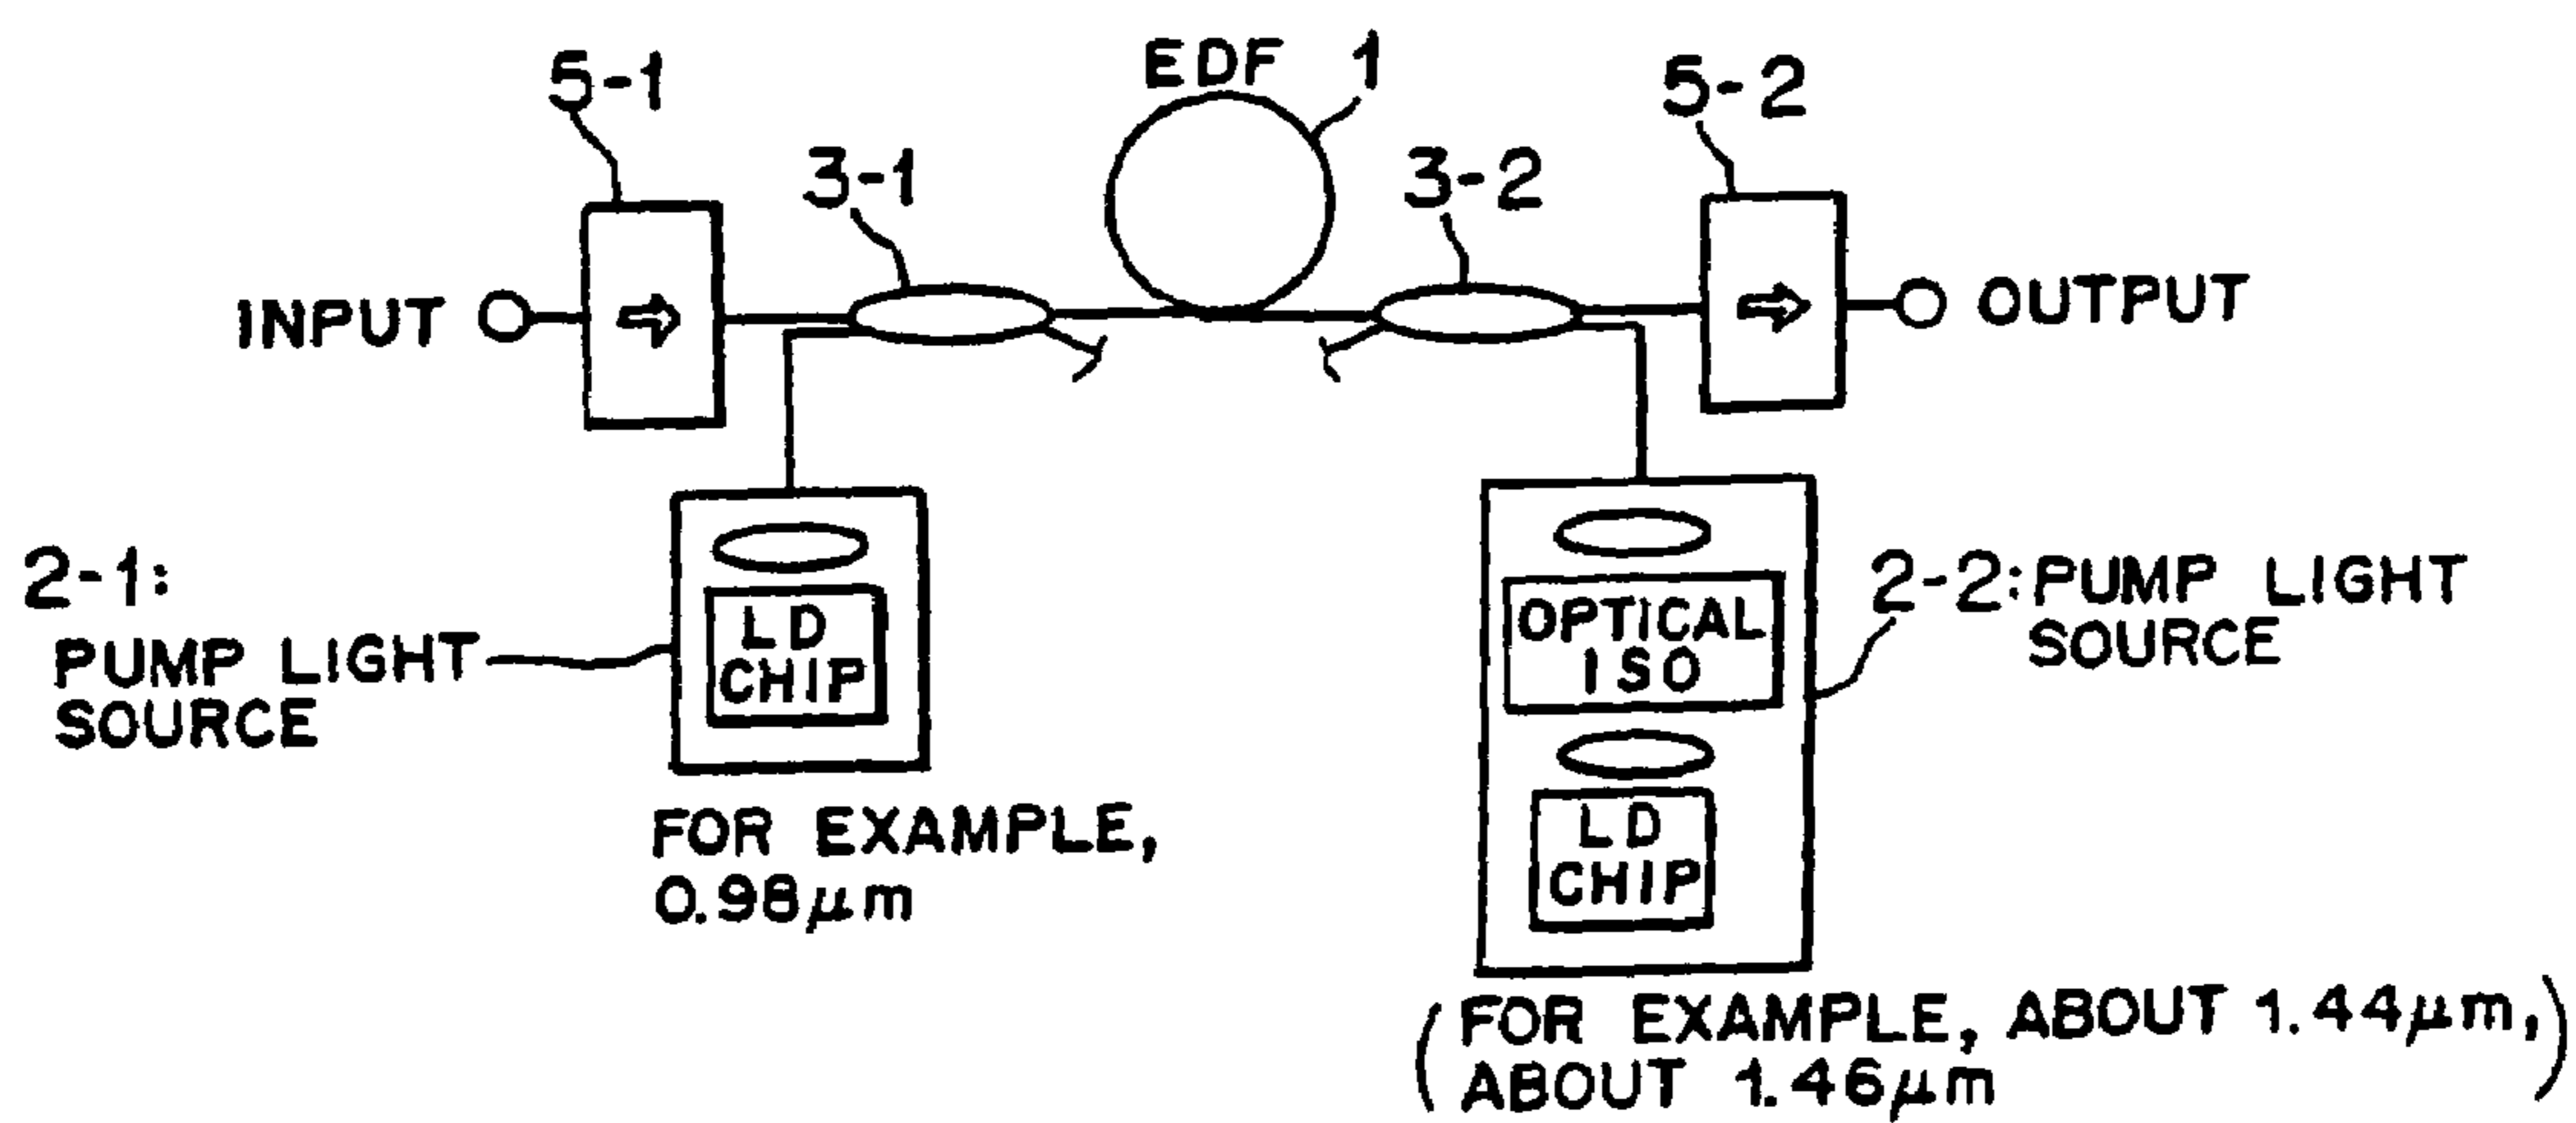 EDF 1
5-1
5-2
3-1
3-2
INPUT
OUTPUT
2-1:
PUMP LIGHT
SOURCE
LD
CHIP
FOR EXAMPLE,
0.98μm
OPTICAL
ISO
LD
CHIP
2-2: PUMP LIGHT
SOURCE
(FOR EXAMPLE, ABOUT 1.44μm,
ABOUT 1.46μm)